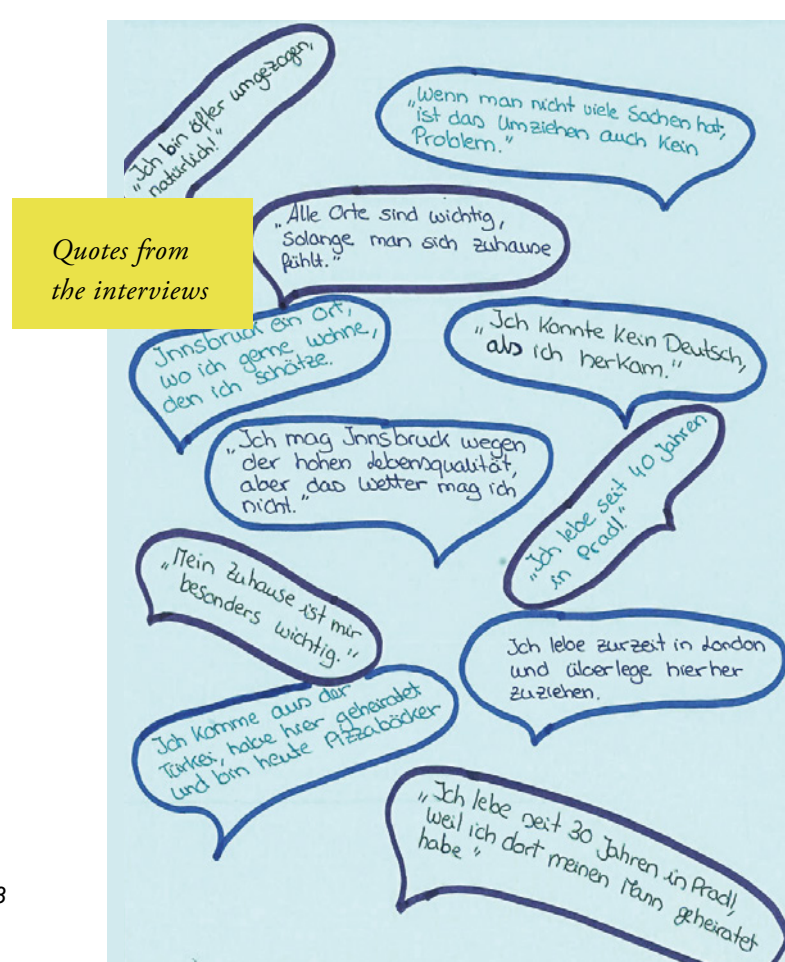 „Ich bin öfter umgezogen,
natürlich!"
„Wenn man nicht viele Sachen hat,
ist das Umziehen auch kein
Problem."
„Alle Orte sind wichtig,
solange man sich zuhause
fühlt."
Quotes from
the interviews
Innsbruck ein Ort,
wo ich gerne wohne,
den ich schätze.
„Ich konnte kein Deutsch,
als ich herkam."
„Ich mag Innsbruck wegen
der hohen Lebensqualität,
aber das Wetter mag ich
nicht."
„Ich lebe seit 40 Jahren
in Pradl."
„Mein Zuhause ist mir
besonders wichtig."
Ich lebe zurzeit in London
und überlege hierher
zuziehen.
Ich komme aus der
Türkei, habe hier geheiratet
und bin heute Pizzabäcker
„Ich lebe seit 30 Jahren in Pradl,
weil ich dort meinen Mann geheiratet
habe"